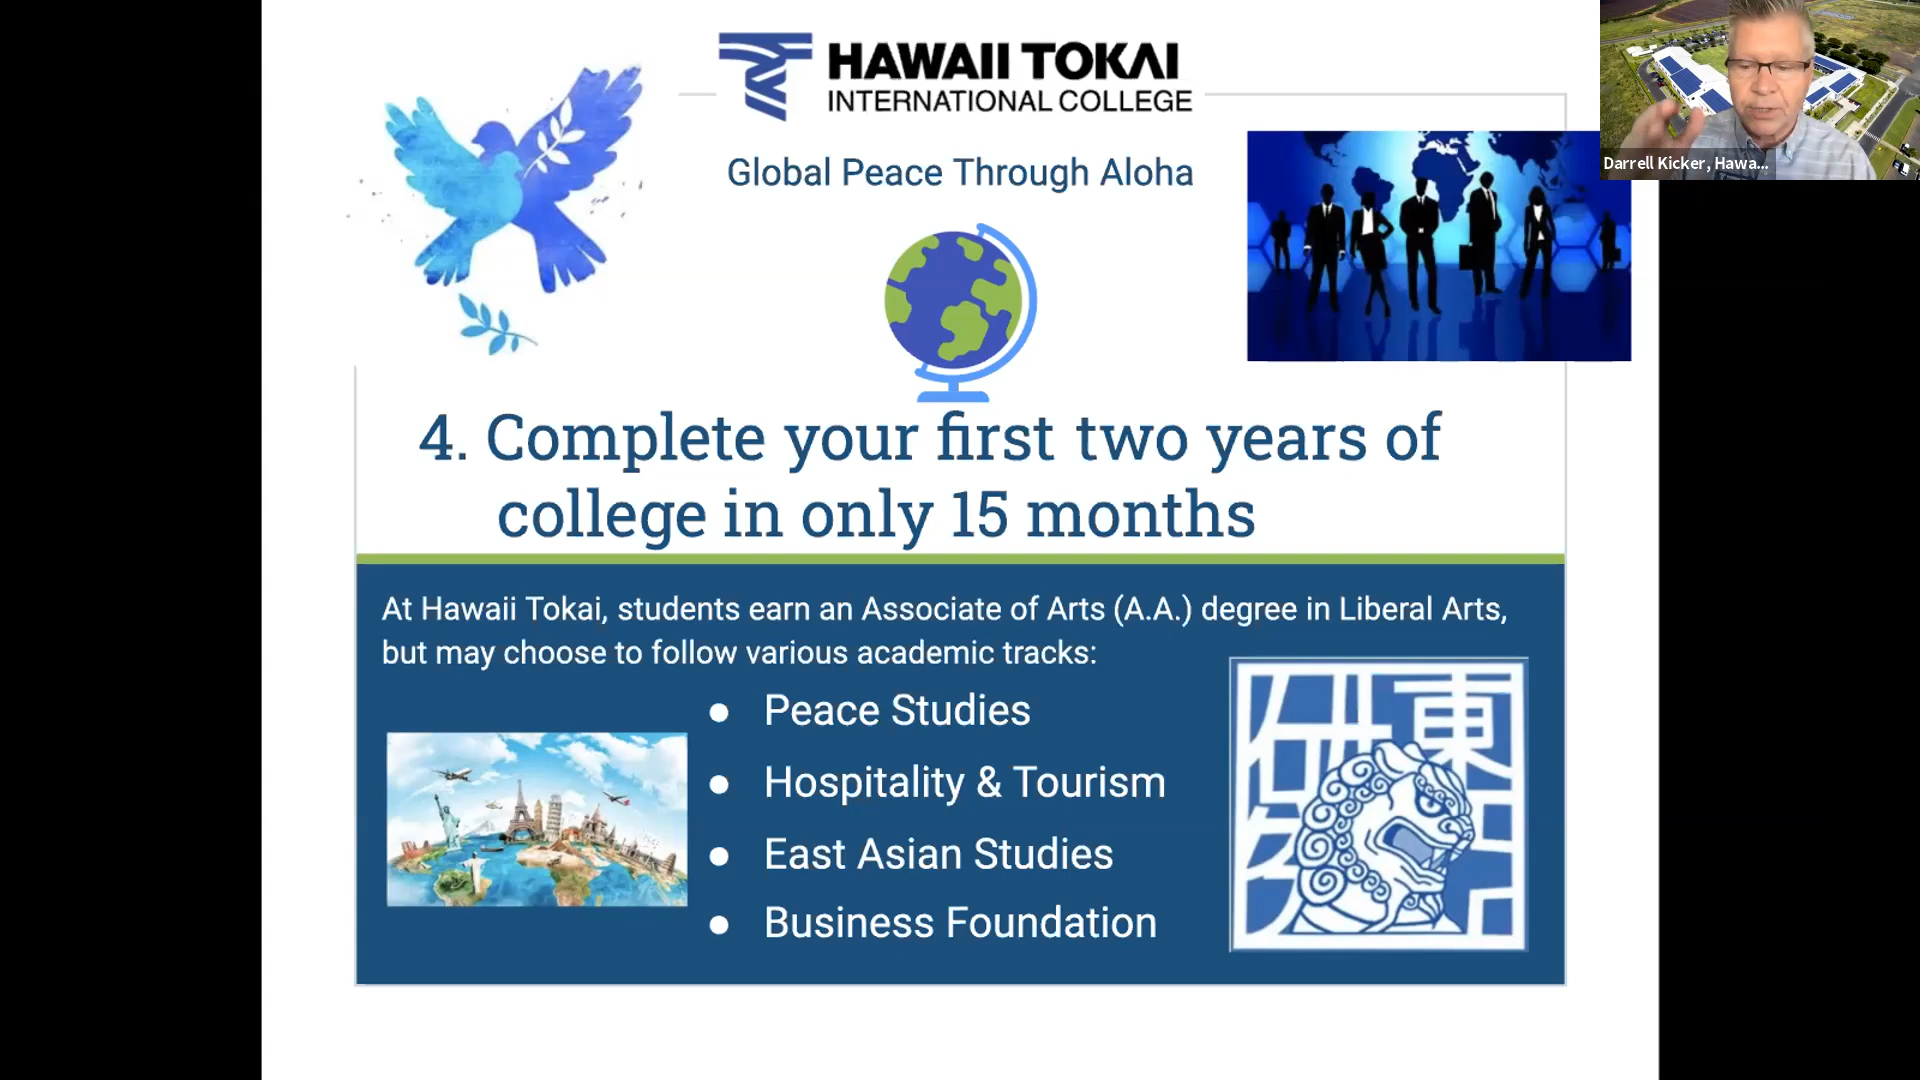 HAWAII TOKAI
INTERNATIONAL COLLEGE
Global Peace Through Aloha
Darrell Kicker, Hawa...
4. Complete your first two years of
college in only 15 months
At Hawaii Tokai, students earn an Associate of Arts (A.A.) degree in Liberal Arts,
but may choose to follow various academic tracks:
● Peace Studies
● Hospitality & Tourism
● East Asian Studies
● Business Foundation
研 東